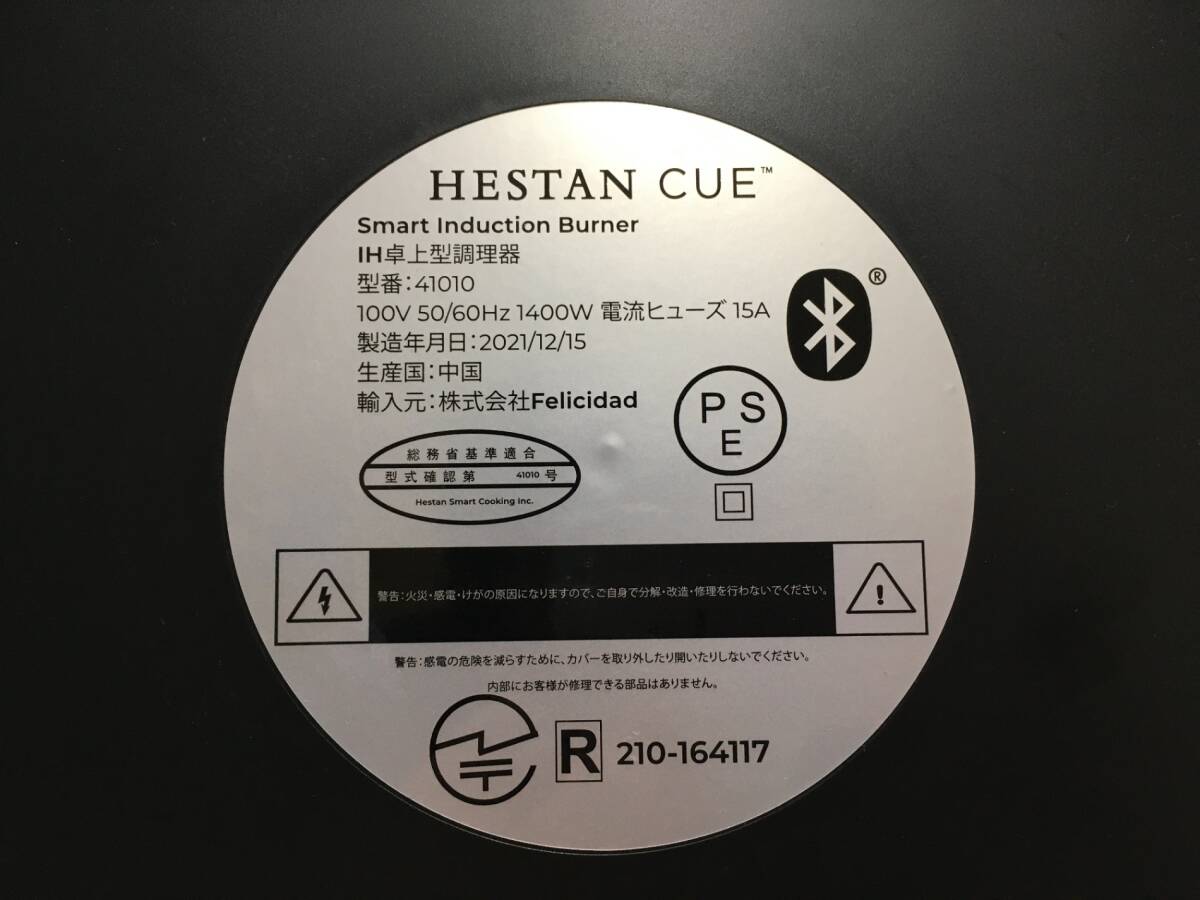 HESTAN CUE™
Smart Induction Burner
IH卓上型調理器
型番：41010
100V 50/60Hz 1400W 電流ヒューズ 15A
製造年月日：2021/12/15
生産国：中国
輸入元：株式会社Felicidad
®
P S
E
総務省基準適合
型式確認第 41010 号
Hestan Smart Cooking Inc.
警告：火災・感電・けがの原因になりますので、ご自身で分解・改造・修理を行わないでください。
警告：感電の危険を減らすために、カバーを取り外したり開いたりしないでください。
内部にお客様が修理できる部品はありません。
R 210-164117